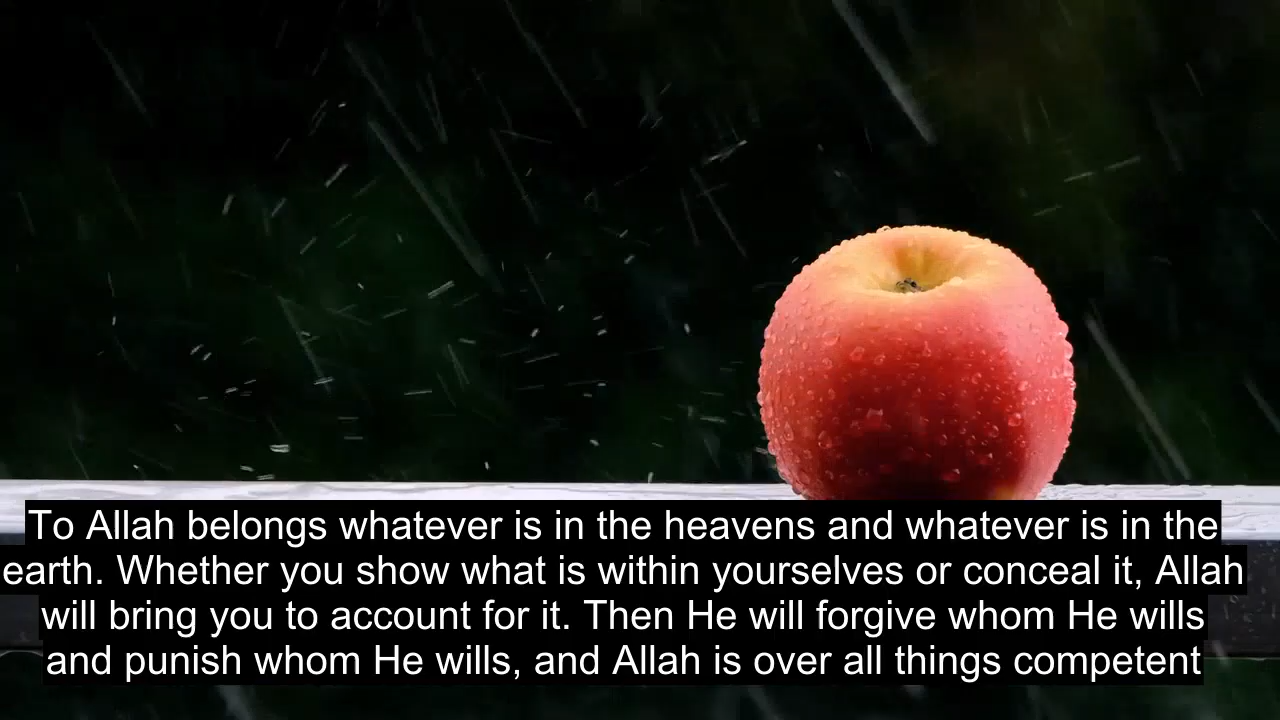 To Allah belongs whatever is in the heavens and whatever is in the
earth. Whether you show what is within yourselves or conceal it, Allah
will bring you to account for it. Then He will forgive whom He wills
and punish whom He wills, and Allah is over all things competent